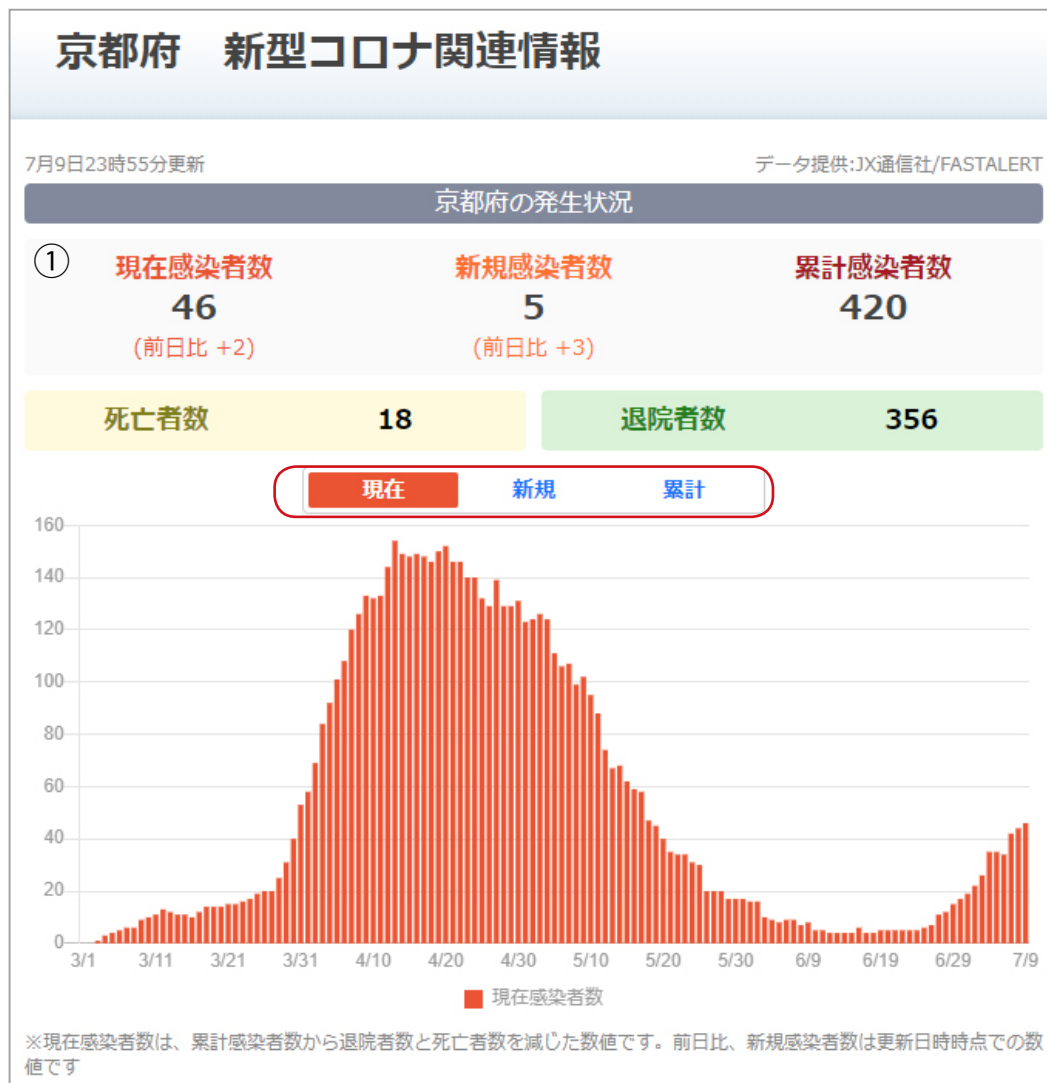 京都府　新型コロナ関連情報
7月9日23時55分更新
データ提供:JX通信社/FASTALERT
京都府の発生状況
①
現在感染者数 新規感染者数 累計感染者数
46 5 420
(前日比 +2) (前日比 +3)
死亡者数 18 退院者数 356
現在 新規 累計
160
140
120
100
80
60
40
20
0
3/1 3/11 3/21 3/31 4/10 4/20 4/30 5/10 5/20 5/30 6/9 6/19 6/29 7/9
現在感染者数
※現在感染者数は、累計感染者数から退院者数と死亡者数を減じた数値です。前日比、新規感染者数は更新日時時点での数
値です